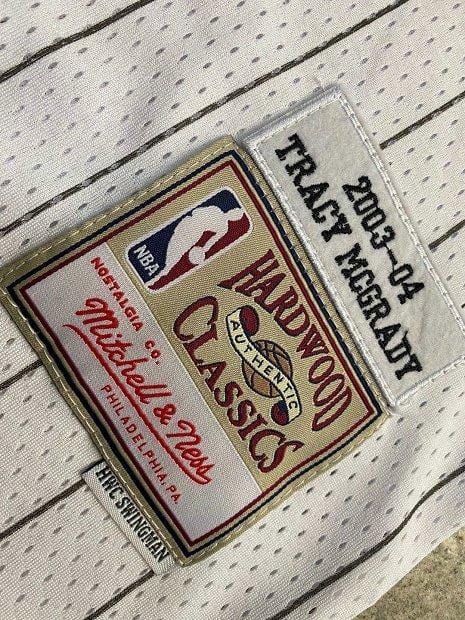 2003–04
TRACY MCGRADY
NBA
HARDWOOD
AUTHENTIC
CLASSICS
NOSTALGIA CO.
Mitchell & Ness
PHILADELPHIA, PA.
HWC SWINGMAN